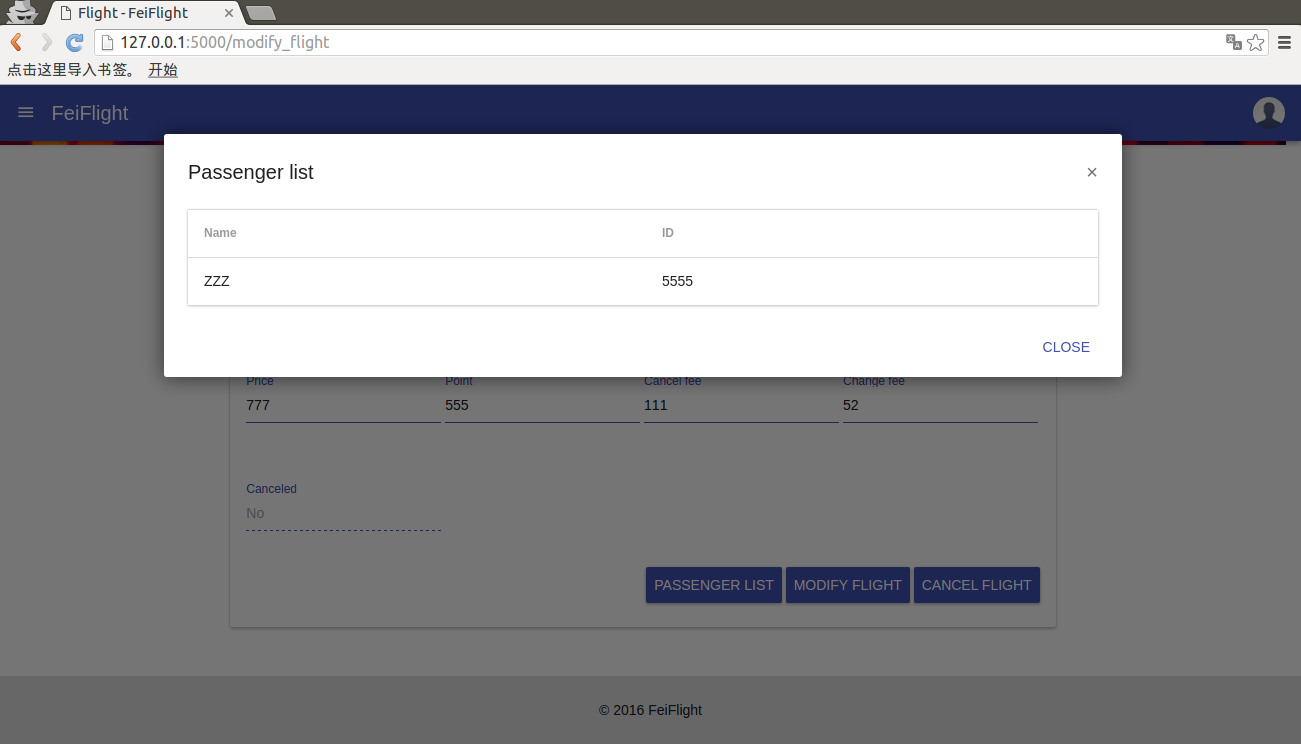 Flight - FeiFlight ×
127.0.0.1:5000/modify_flight
点击这里导入书签。 开始
FeiFlight
Passenger list ×
Name ID
ZZZ 5555
CLOSE
Price Point Cancel fee Change fee
777 555 111 52
Canceled
No
PASSENGER LIST MODIFY FLIGHT CANCEL FLIGHT
© 2016 FeiFlight